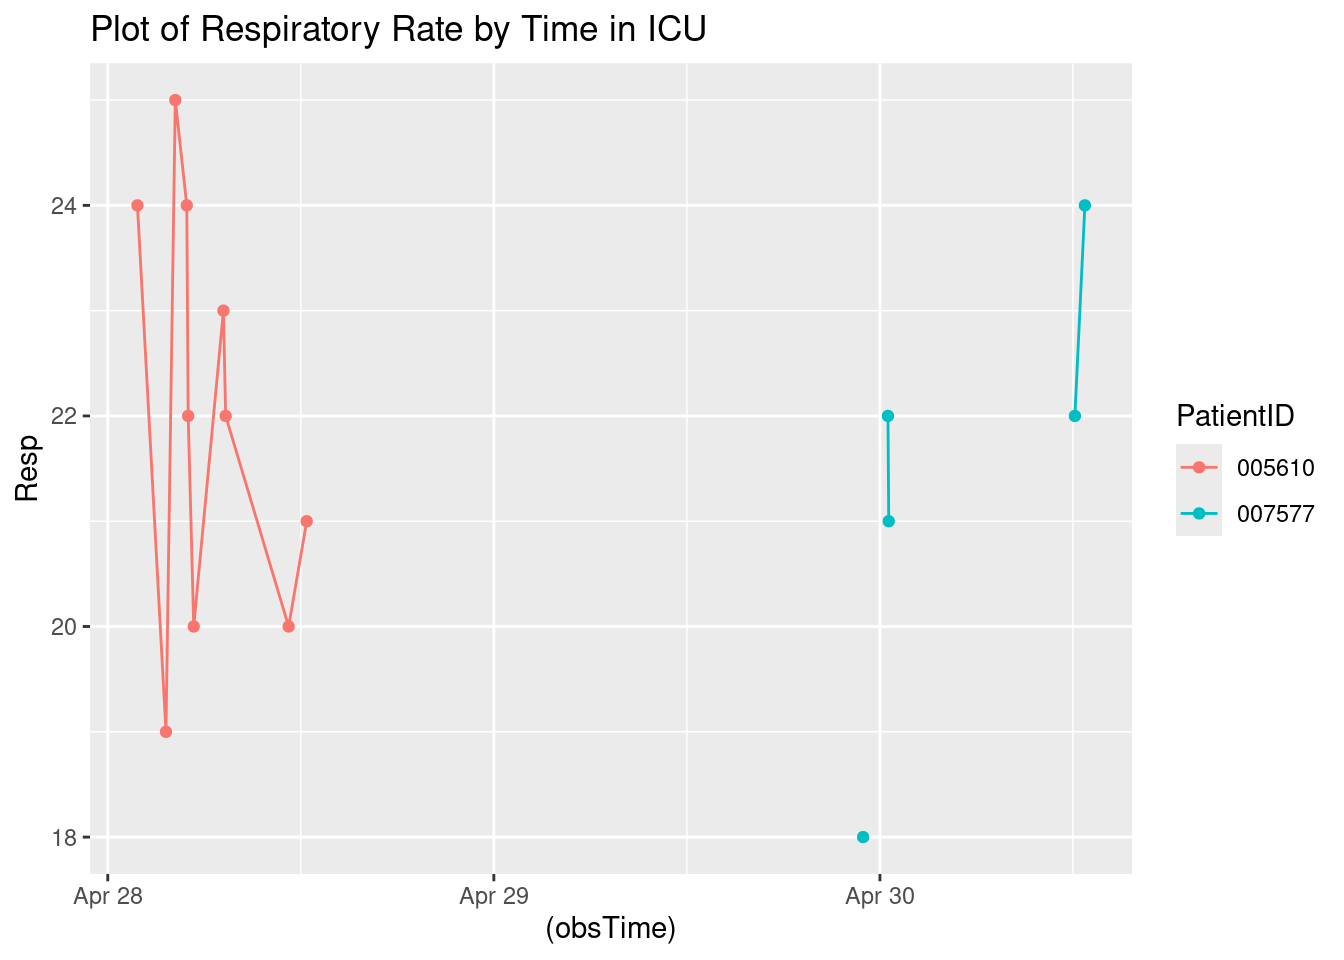 Plot of Respiratory Rate by Time in ICU
24
22
20
18
Resp
Apr 28
Apr 29
Apr 30
(obsTime)
PatientID
005610
007577